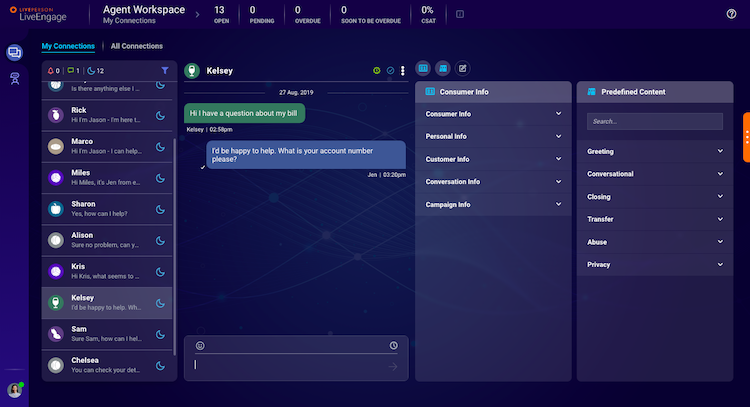 LIVEPERSON
LiveEngage
Agent Workspace
My Connections
13
OPEN
0
PENDING
0
OVERDUE
0
SOON TO BE OVERDUE
0%
CSAT
My Connections
All Connections
0
1
12
Is there anything else I ...
Rick
Hi I'm Jason - I'm here t...
Marco
Hi I'm Jason - I can help...
Miles
Hi Miles, it's Jen from e...
Sharon
Yes, how can I help?
Alison
Sure no problem, can y...
Kris
Hi Kris, what seems to ...
Kelsey
I'd be happy to help. Wh...
Sam
Sure Sam, how can I hel...
Chelsea
You can check your det...
Kelsey
27 Aug. 2019
Hi I have a question about my bill
Kelsey | 02:58pm
I'd be happy to help. What is your account number
please?
Jen | 03:20pm
Consumer Info
Consumer Info
Personal Info
Customer Info
Conversation Info
Campaign Info
Predefined Content
Search...
Greeting
Conversational
Closing
Transfer
Abuse
Privacy